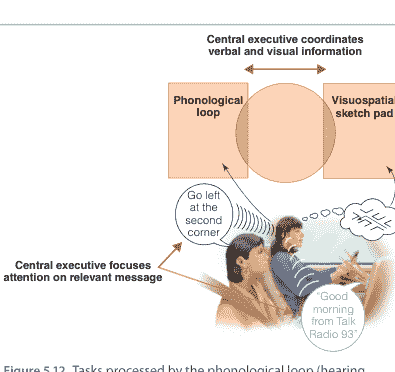 Central executive coordinates
verbal and visual information
Phonological
loop
Visuospatial
sketch pad
Go left
at the
second
corner
Central executive focuses
attention on relevant message
"Good
morning
from Talk
Radio 93"
Figure 5.12 Tasks processed by the phonological loop (hearing